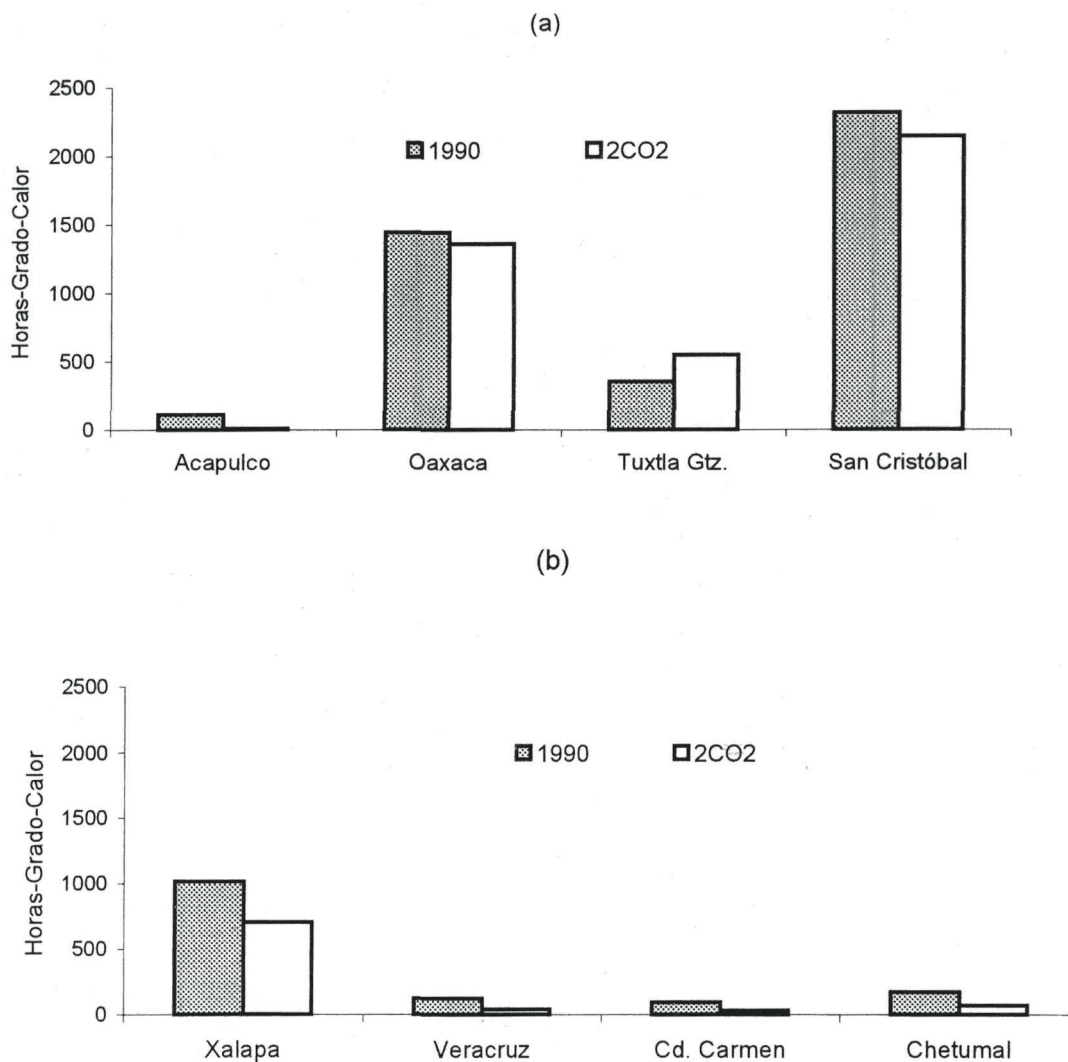 (a)
Horas-Grado-Calor
2500
2000
1500
1000
500
0
1990
2CO2
Acapulco
Oaxaca
Tuxtla Gtz.
San Cristóbal
(b)
Horas-Grado-Calor
2500
2000
1500
1000
500
0
1990
2CO2
Xalapa
Veracruz
Cd. Carmen
Chetumal